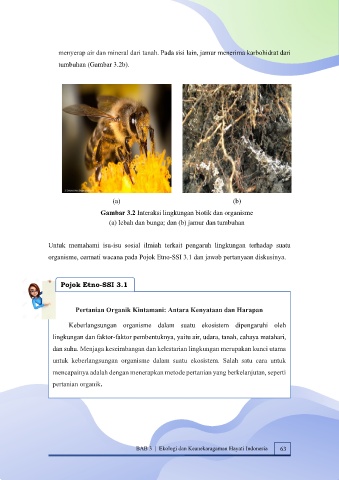 menyerap air dan mineral dari tanah. Pada sisi lain, jamur menerima karbohidrat dari
tumbuhan (Gambar 3.2b).
(a) (b)
Gambar 3.2 Interaksi lingkungan biotik dan organisme
(a) lebah dan bunga; dan (b) jamur dan tumbuhan
Untuk memahami isu-isu sosial ilmiah terkait pengaruh lingkungan terhadap suatu
organisme, cermati wacana pada Pojok Etno-SSI 3.1 dan jawab pertanyaan diskusinya.
Pojok Etno-SSI 3.1
Pertanian Organik Kintamani: Antara Kenyataan dan Harapan
Keberlangsungan organisme dalam suatu ekosistem dipengaruhi oleh
lingkungan dan faktor-faktor pembentuknya, yaitu air, udara, tanah, cahaya matahari,
dan suhu. Menjaga keseimbangan dan kelestarian lingkungan merupakan kunci utama
untuk keberlangsungan organisme dalam suatu ekosistem. Salah satu cara untuk
mencapainya adalah dengan menerapkan metode pertanian yang berkelanjutan, seperti
pertanian organik.
BAB 3 | Ekologi dan Keanekaragaman Hayati Indonesia 63